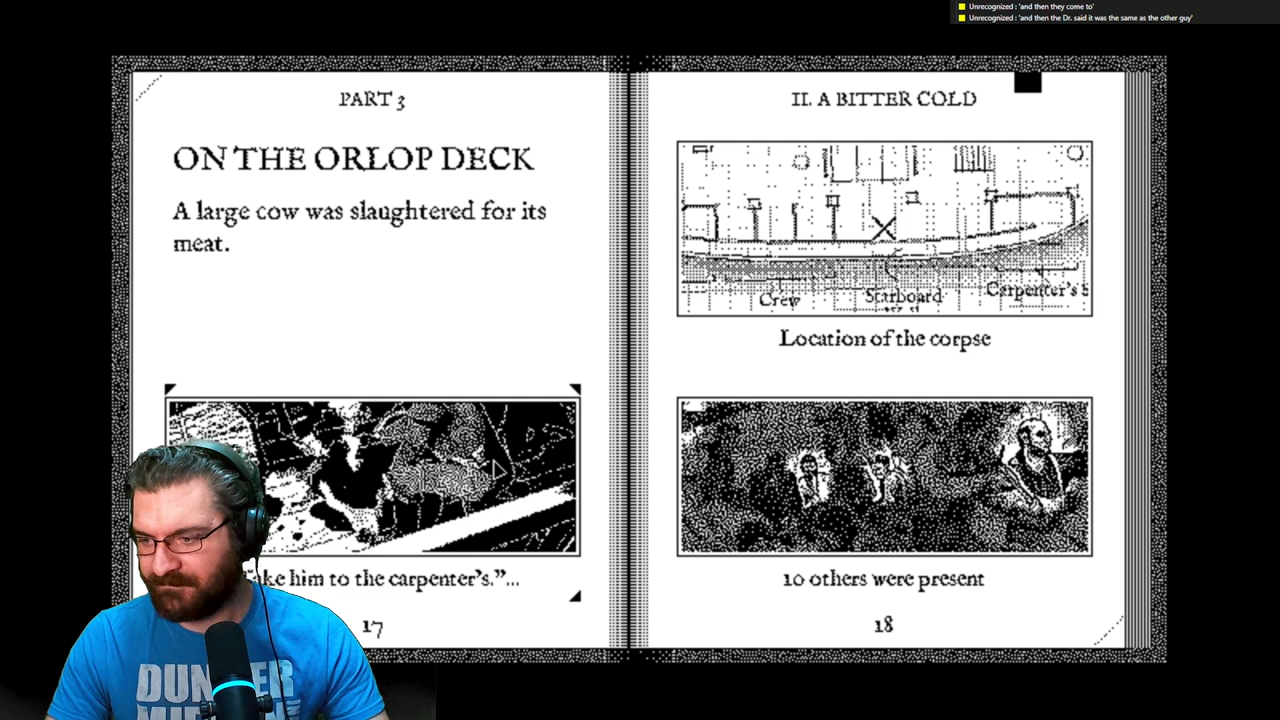 Unrecognized : 'and then they come to'
Unrecognized : 'and then the Dr. said it was the same as the other guy'
PART 3
ON THE ORLOP DECK
A large cow was slaughtered for its
meat.
ake him to the carpenter's."...
17
II. A BITTER COLD
Crew
Starboard
Carpenter's
Location of the corpse
10 others were present
18